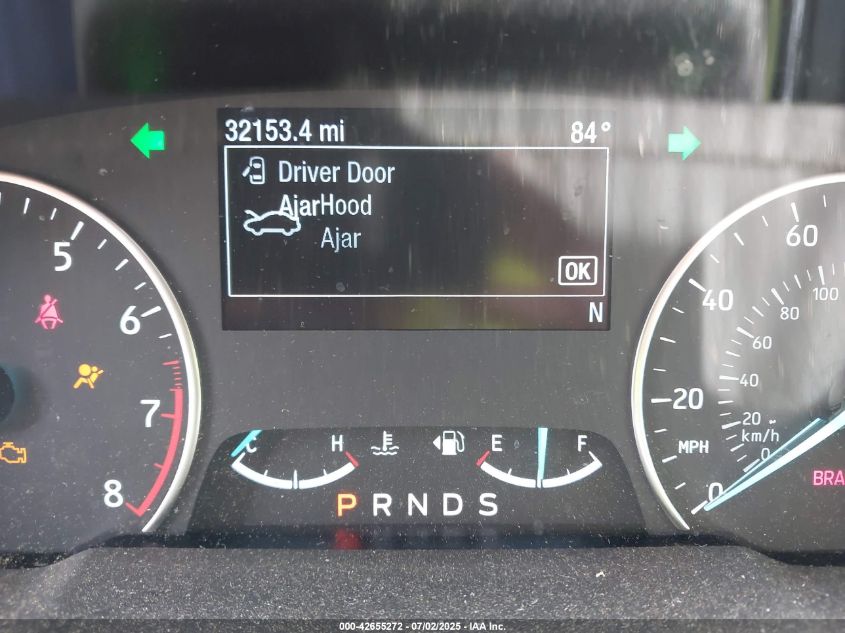 32153.4 mi 84°
Driver Door
AjarHood
Ajar
OK
N
5
6
7
8
C H
E F
P R N D S
60
40
20
MPH
0
100
80
60
40
20
km/h
0
BRA
000-42655272 - 07/02/2025 - IAA Inc.